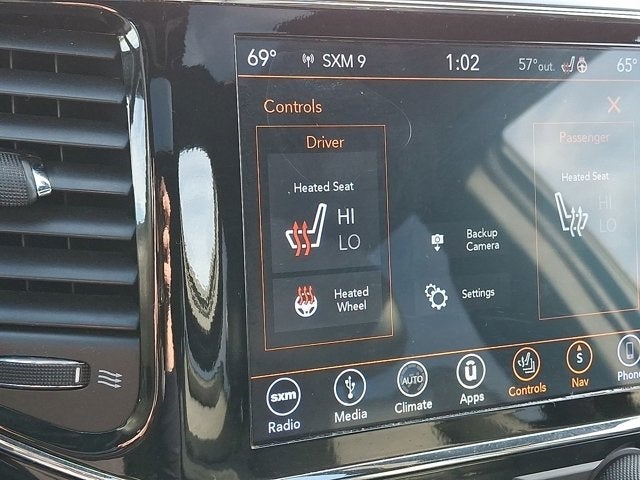 69° SXM 9 1:02 57°out. 65°
Controls X
Driver
Heated Seat
HI
LO
Heated
Wheel
Backup
Camera
Settings
Passenger
Heated Seat
HI
LO
sxm AUTO S
Radio Media Climate Apps Controls Nav Phone